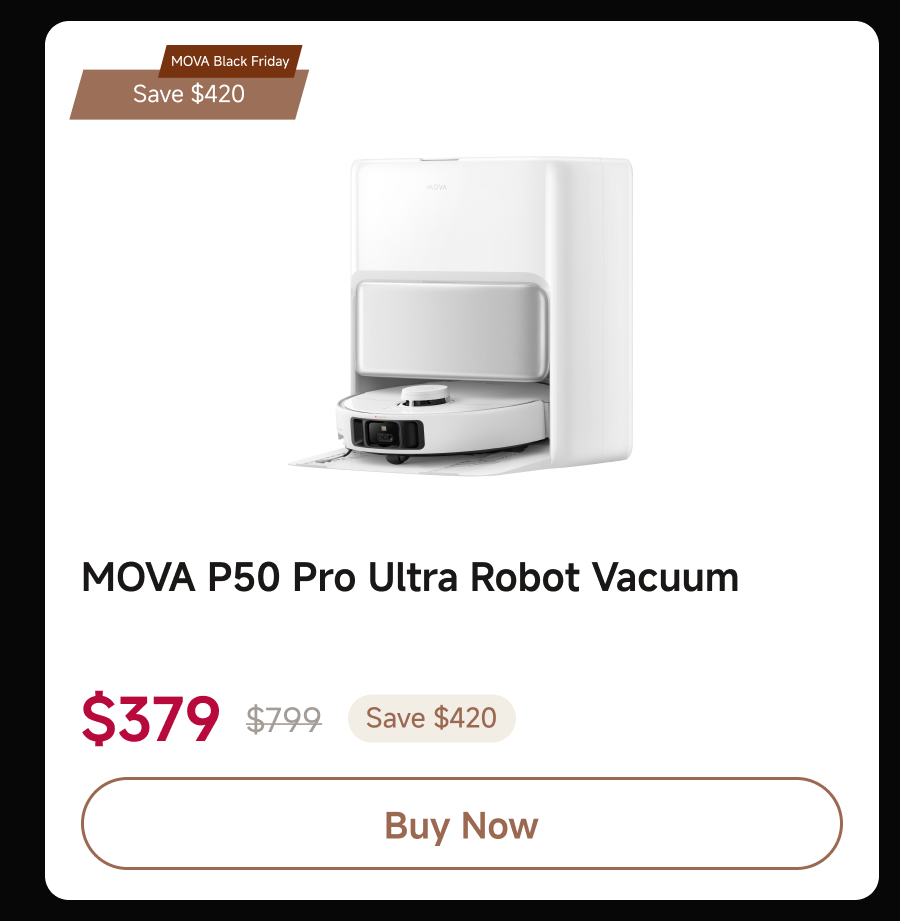 MOVA Black Friday
Save $420
MOVA
MOVA P50 Pro Ultra Robot Vacuum
$379 $799 Save $420
Buy Now